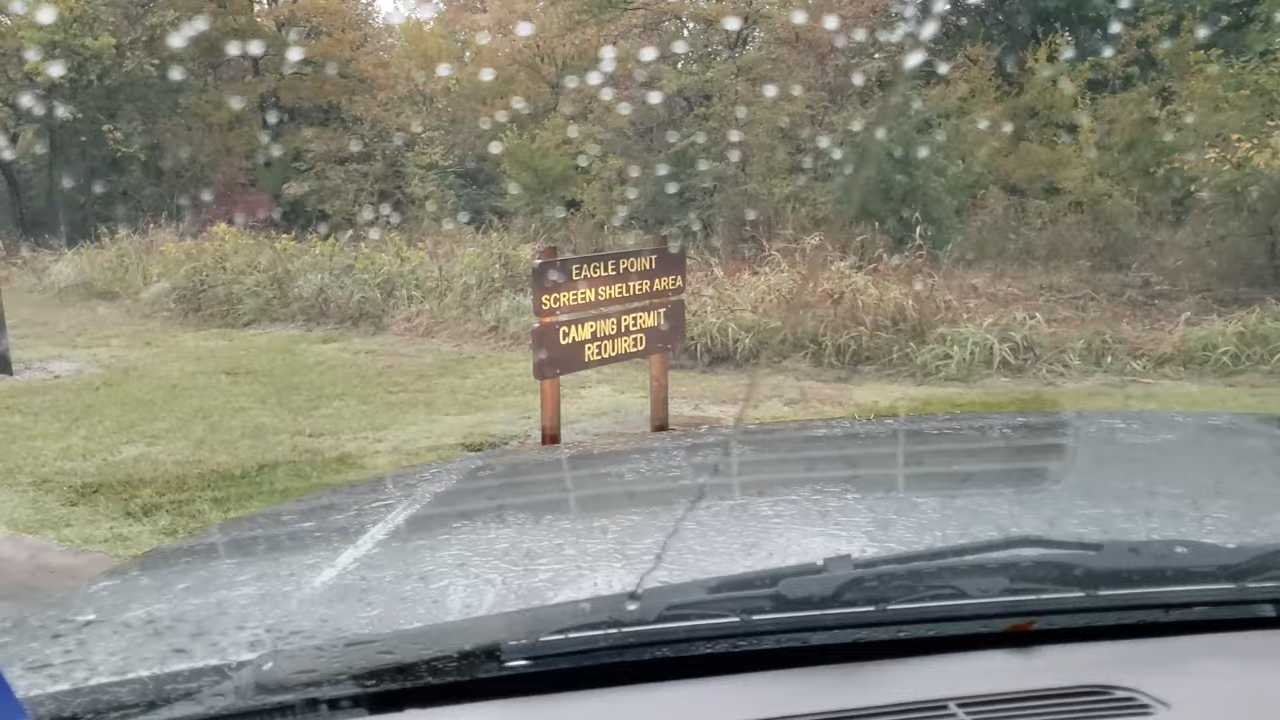 EAGLE POINT
SCREEN SHELTER AREA
CAMPING PERMIT
REQUIRED